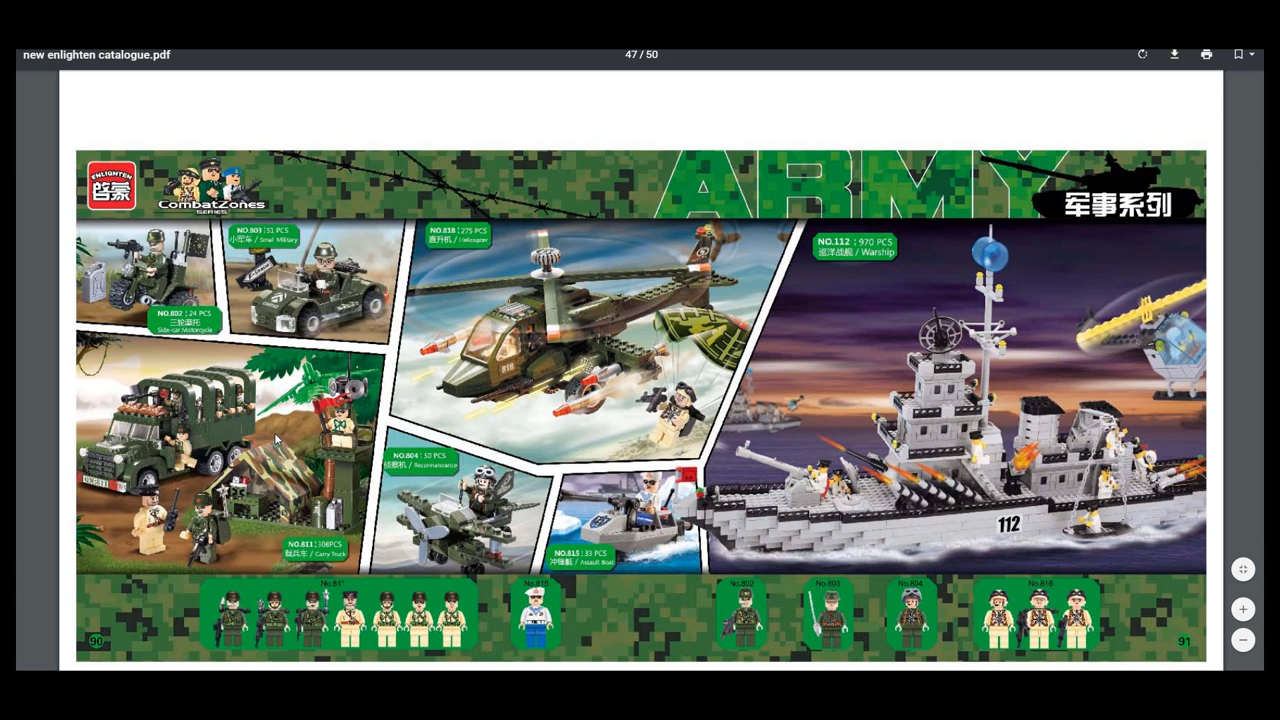 new enlighten catalogue.pdf
47 / 50
ENLIGHTEN
啓蒙
CombatZones
SERIES
ARMY
军事系列
NO.802 | 24 PCS
三轮摩托
Side-car Motorcycle
NO.803 | 51 PCS
小军车 / Small Military
NO.818 | 275 PCS
直升机 / Helicopter
818
NO.112 | 970 PCS
巡洋战舰 / Warship
112
NO.811 | 308PCS
载兵车 / Carry Truck
NO.804 | 50 PCS
侦察机 / Reconnaissance
NO.815 | 33 PCS
冲锋艇 / Assault Boat
No.811
No.815
No.802
No.803
No.804
No.818
90
91